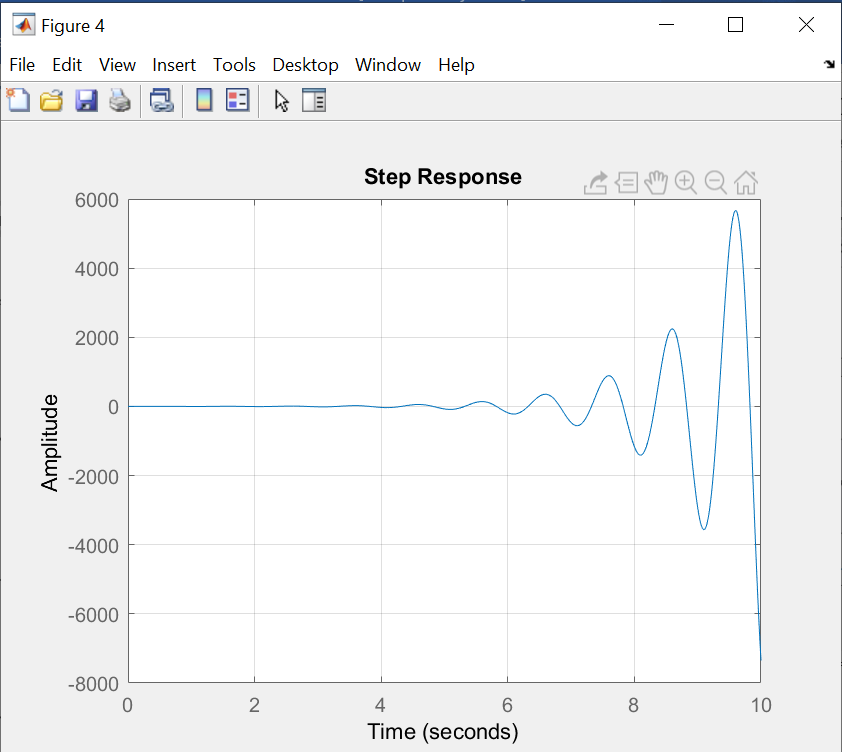 Figure 4
File Edit View Insert Tools Desktop Window Help
Step Response
6000
4000
2000
0
-2000
-4000
-6000
-8000
Amplitude
0 2 4 6 8 10
Time (seconds)